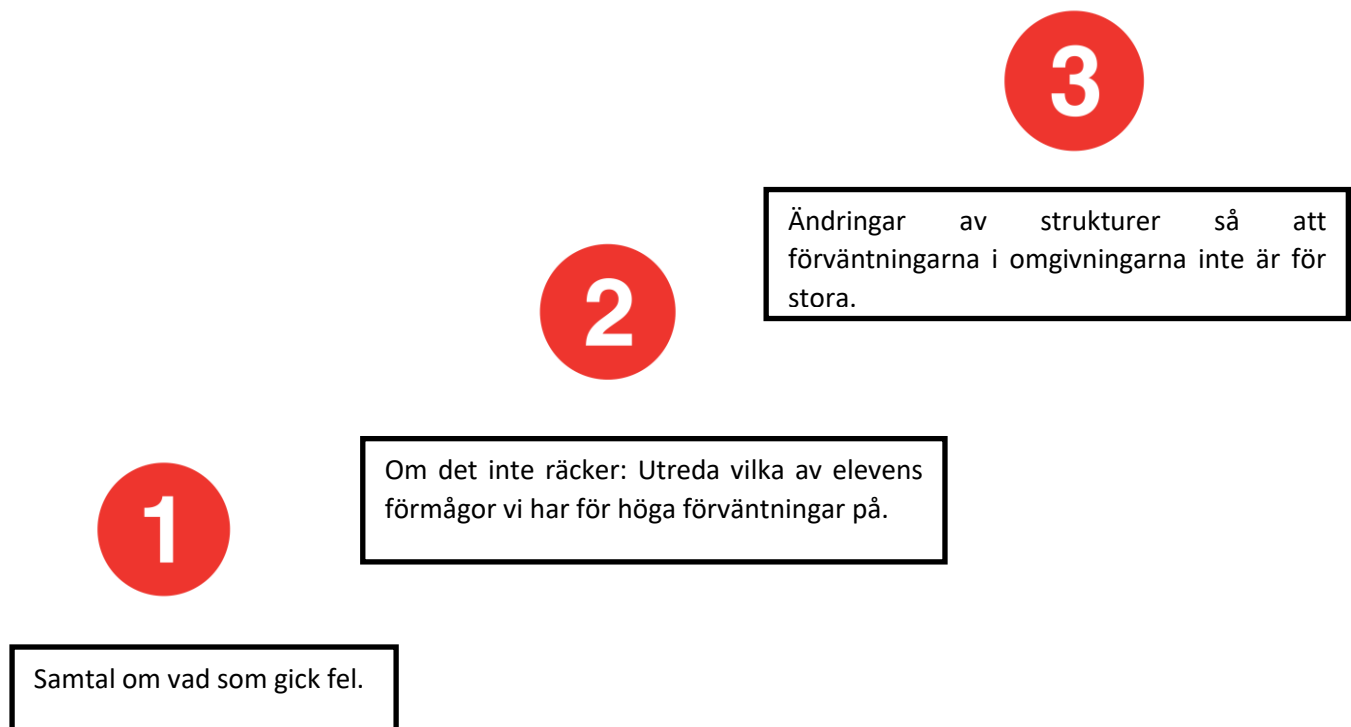 3
Ändringar av strukturer så att
förväntningarna i omgivningarna inte är för
stora.
2
Om det inte räcker: Utreda vilka av elevens
förmågor vi har för höga förväntningar på.
1
Samtal om vad som gick fel.